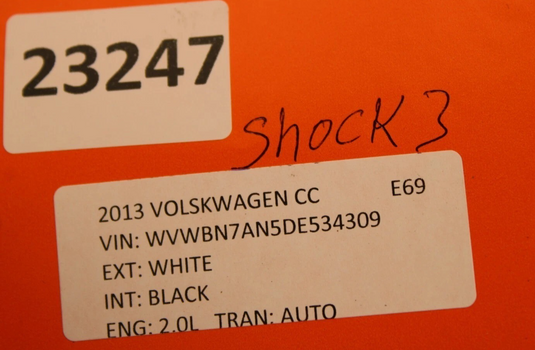 23247
Shock 3
2013 VOLSKWAGEN CC E69
VIN: WVWBN7AN5DE534309
EXT: WHITE
INT: BLACK
ENG: 2.0L TRAN: AUTO